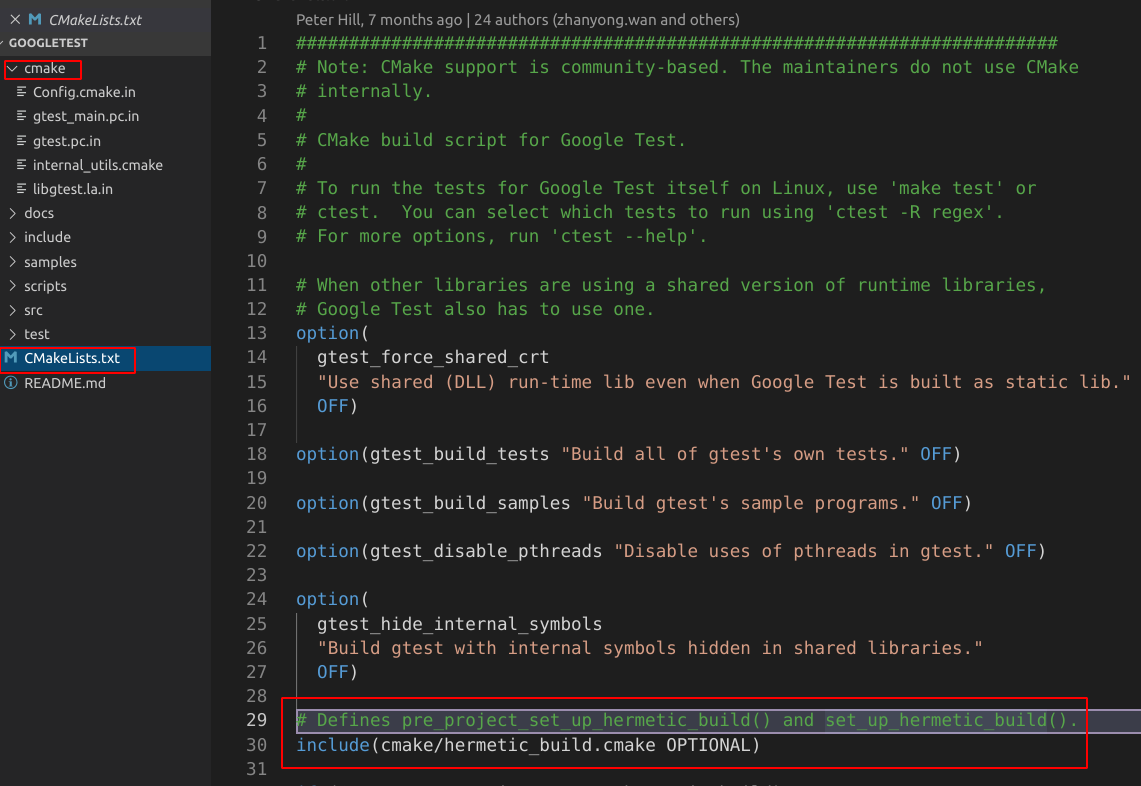 CMakeLists.txt
GOOGLETEST
cmake
Config.cmake.in
gtest_main.pc.in
gtest.pc.in
internal_utils.cmake
libgtest.la.in
docs
include
samples
scripts
src
test
CMakeLists.txt
README.md
Peter Hill, 7 months ago | 24 authors (zhanyong.wan and others)
1 ########################################################################
2 # Note: CMake support is community-based. The maintainers do not use CMake
3 # internally.
4 #
5 # CMake build script for Google Test.
6 #
7 # To run the tests for Google Test itself on Linux, use 'make test' or
8 # ctest.  You can select which tests to run using 'ctest -R regex'.
9 # For more options, run 'ctest --help'.
10
11 # When other libraries are using a shared version of runtime libraries,
12 # Google Test also has to use one.
13 option(
14   gtest_force_shared_crt
15   "Use shared (DLL) run-time lib even when Google Test is built as static lib."
16   OFF)
17
18 option(gtest_build_tests "Build all of gtest's own tests." OFF)
19
20 option(gtest_build_samples "Build gtest's sample programs." OFF)
21
22 option(gtest_disable_pthreads "Disable uses of pthreads in gtest." OFF)
23
24 option(
25   gtest_hide_internal_symbols
26   "Build gtest with internal symbols hidden in shared libraries."
27   OFF)
28
29 # Defines pre_project_set_up_hermetic_build() and set_up_hermetic_build().
30 include(cmake/hermetic_build.cmake OPTIONAL)
31